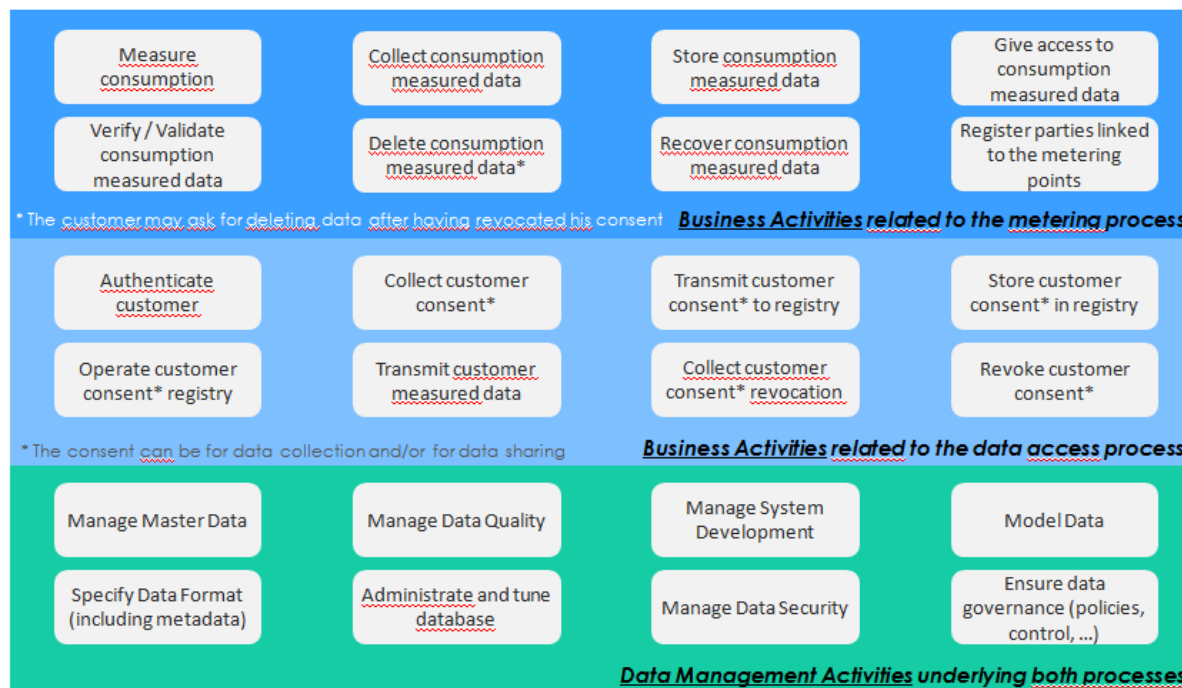 Measure
consumption
Collect consumption
measured data
Store consumption
measured data
Give access to
consumption
measured data
Verify / Validate
consumption
measured data
Delete consumption
measured data*
Recover consumption
measured data
Register parties linked
to the metering
points
* The customer may ask for deleting data after having revocated his consent
Business Activities related to the metering process
Authenticate
customer
Collect customer
consent*
Transmit customer
consent* to registry
Store customer
consent* in registry
Operate customer
consent* registry
Transmit customer
measured data
Collect customer
consent* revocation
Revoke customer
consent*
* The consent can be for data collection and/or for data sharing
Business Activities related to the data access process
Manage Master Data
Manage Data Quality
Manage System
Development
Model Data
Specify Data Format
(including metadata)
Administrate and tune
database
Manage Data Security
Ensure data
governance (policies,
control, ...)
Data Management Activities underlying both processes